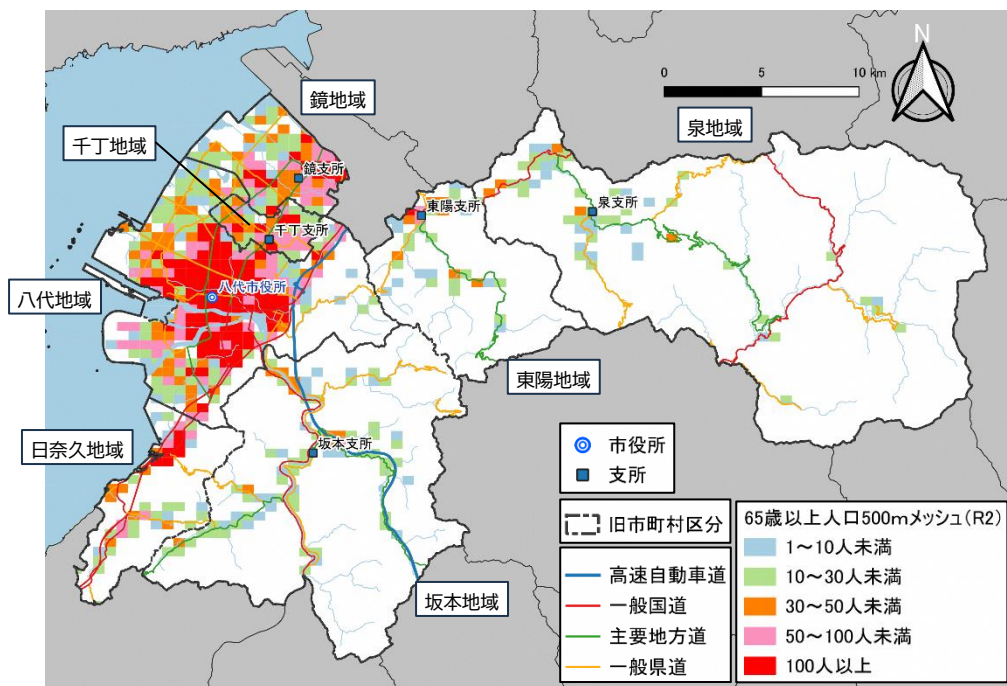 N
0 5 10 km
鏡地域
泉地域
千丁地域
鏡支所
東陽支所
泉支所
千丁支所
八代地域
八代市役所
東陽地域
日奈久地域
坂本支所
坂本地域
市役所
支所
旧市町村区分
高速自動車道
一般国道
主要地方道
一般県道
65歳以上人口500mメッシュ(R2)
1~10人未満
10~30人未満
30~50人未満
50~100人未満
100人以上